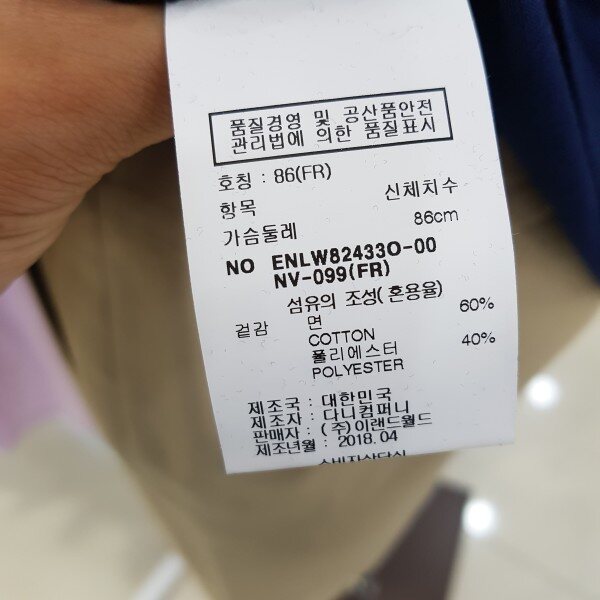 품질경영 및 공산품안전
관리법에 의한 품질표시
호칭 : 86(FR)
항목 신체치수
가슴둘레 86cm
NO ENLW82433O-00
NV-099(FR)
섬유의 조성( 혼용율)
겉감 면 60%
COTTON
폴리에스터 40%
POLYESTER
제조국 : 대한민국
제조자 : 다니컴퍼니
판매자 : (주)이랜드월드
제조년월 : 2018.04